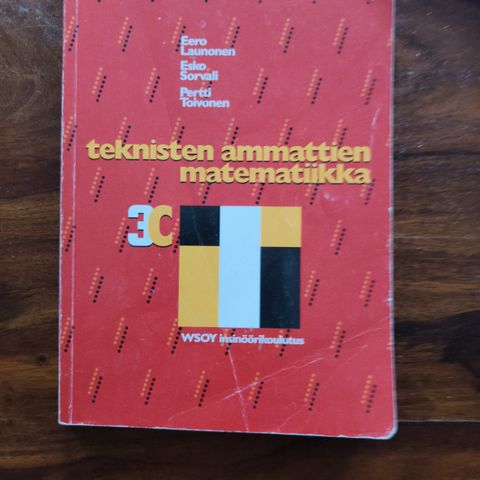 Eero
Launonen
Esko
Sorvali
Pertti
Toivonen
teknisten ammattien
matematiikka
3C
WSOY insinöörikoulutus